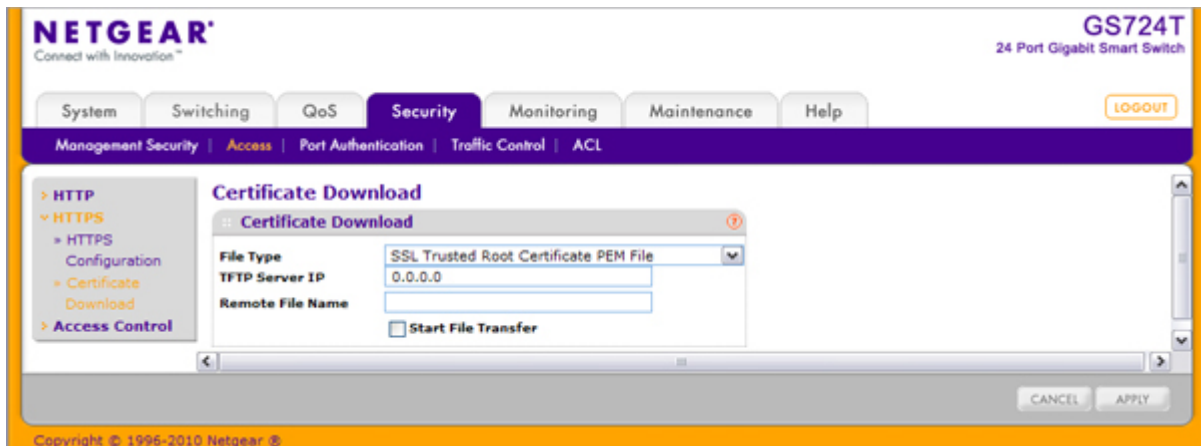 NETGEAR®
Connect with Innovation™
GS724T
24 Port Gigabit Smart Switch
System Switching QoS Security Monitoring Maintenance Help LOGOUT
Management Security | Access | Port Authentication | Traffic Control | ACL
HTTP
HTTPS
» HTTPS
Configuration
» Certificate
Download
Access Control
Certificate Download
Certificate Download ?
File Type SSL Trusted Root Certificate PEM File
TFTP Server IP 0.0.0.0
Remote File Name
Start File Transfer
CANCEL APPLY
Copyright © 1996-2010 Netgear ®